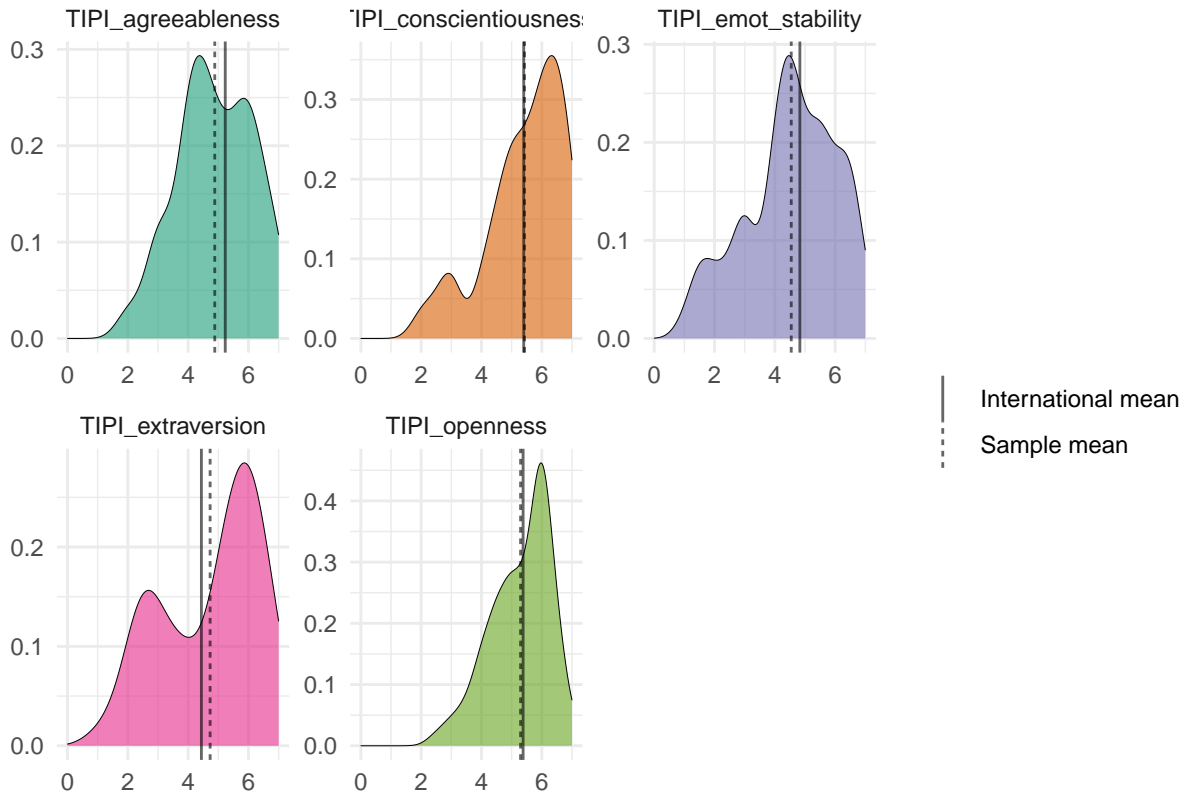 TIPI_agreeableness
TIPI_conscientiousness
TIPI_emot_stability
0.3
0.2
0.1
0.0
0.3
0.2
0.1
0.0
0.3
0.2
0.1
0.0
0 2 4 6
0 2 4 6
0 2 4 6
TIPI_extraversion
TIPI_openness
0.2
0.1
0.0
0.4
0.3
0.2
0.1
0.0
0 2 4 6
0 2 4 6
International mean
Sample mean